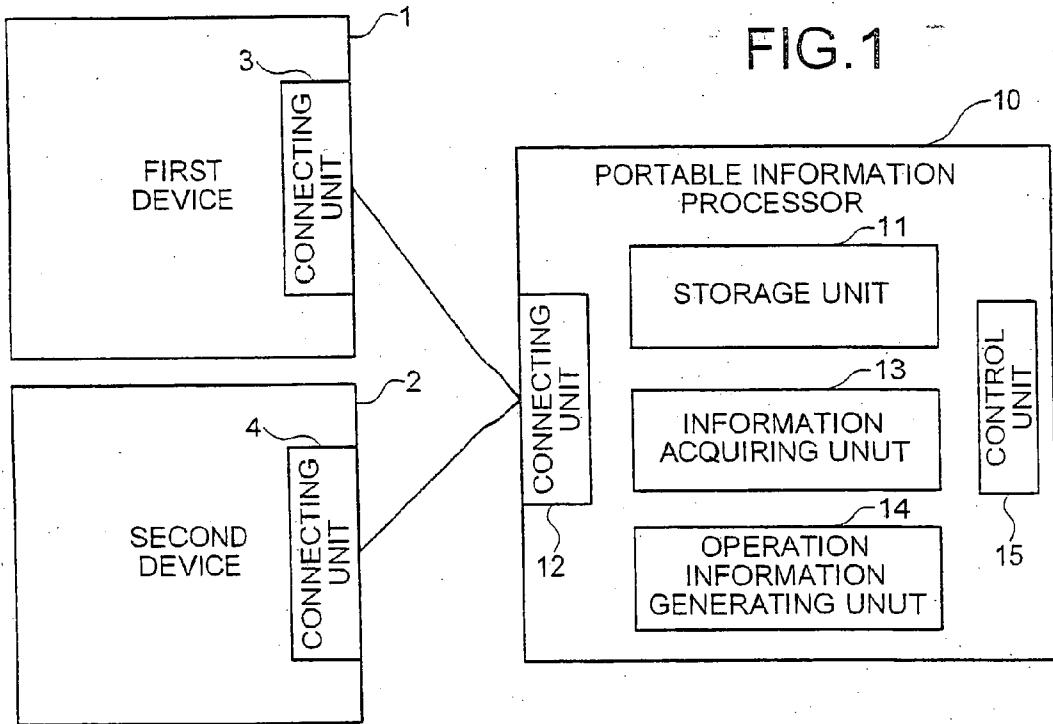 FIG.1
1
3
CONNECTING
UNIT
FIRST
DEVICE
2
4
CONNECTING
UNIT
SECOND
DEVICE
10
PORTABLE INFORMATION
PROCESSOR
11
STORAGE UNIT
CONNECTING
UNIT
12
13
INFORMATION
ACQUIRING UNUT
14
OPERATION
INFORMATION
GENERATING UNUT
CONTROL
UNIT
15